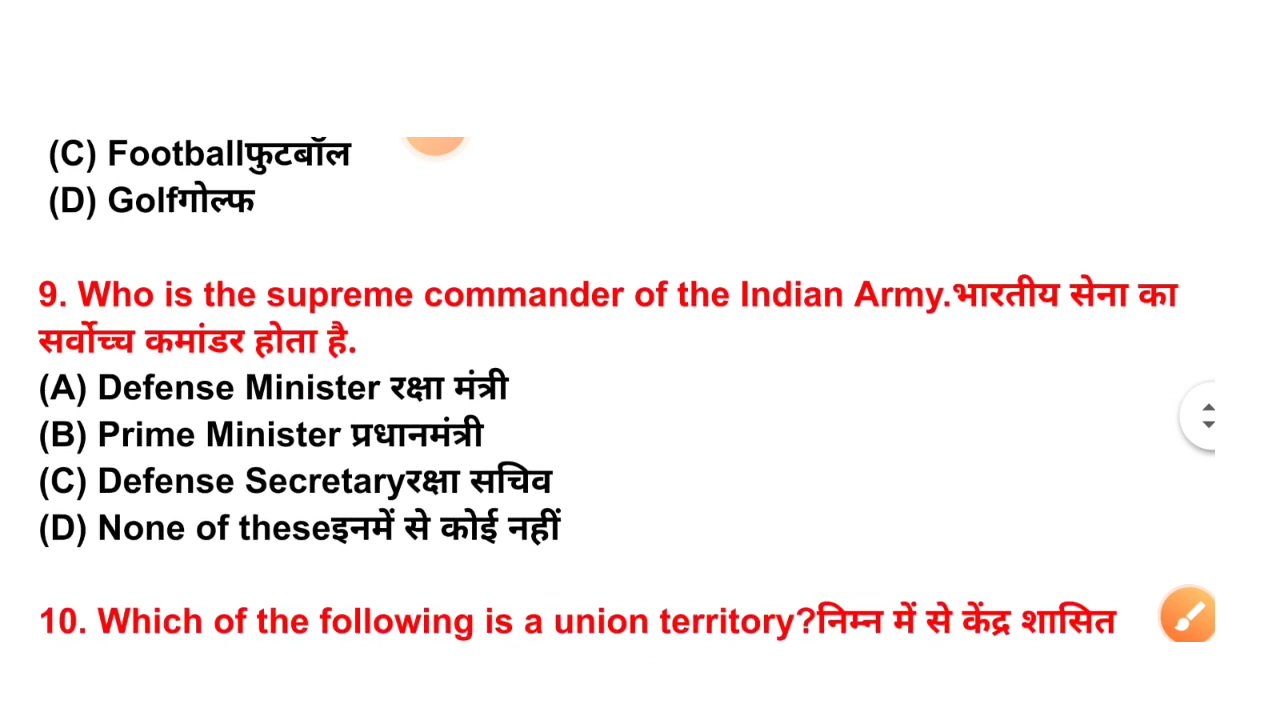 (C) Footballफुटबॉल
(D) Golfगोल्फ
9. Who is the supreme commander of the Indian Army.भारतीय सेना का
सर्वोच्च कमांडर होता है.
(A) Defense Minister रक्षा मंत्री
(B) Prime Minister प्रधानमंत्री
(C) Defense Secretaryरक्षा सचिव
(D) None of theseइनमें से कोई नहीं
10. Which of the following is a union territory?निम्न में से केंद्र शासित